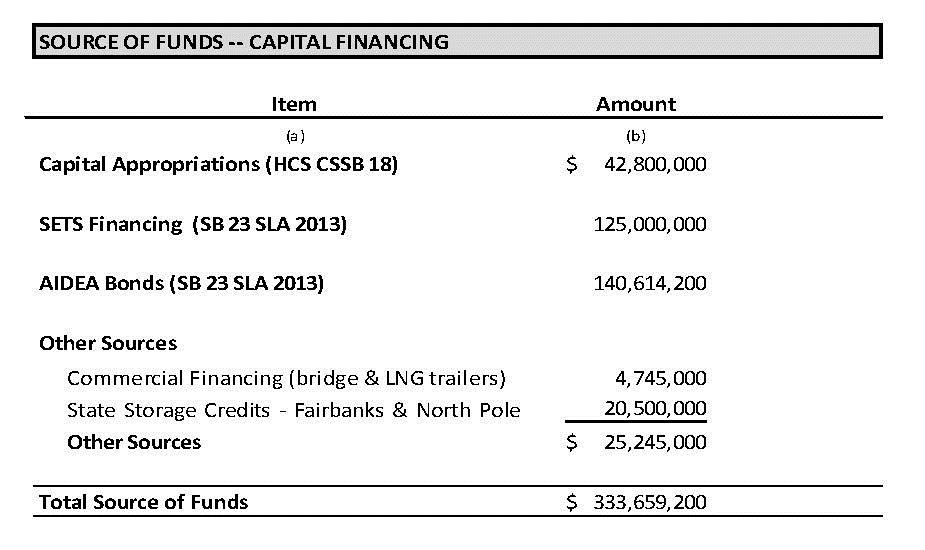 SOURCE OF FUNDS -- CAPITAL FINANCING
Item Amount
(a) (b)
Capital Appropriations (HCS CSSB 18) $ 42,800,000
SETS Financing (SB 23 SLA 2013) 125,000,000
AIDEA Bonds (SB 23 SLA 2013) 140,614,200
Other Sources
Commercial Financing (bridge & LNG trailers) 4,745,000
State Storage Credits - Fairbanks & North Pole 20,500,000
Other Sources $ 25,245,000
Total Source of Funds $ 333,659,200